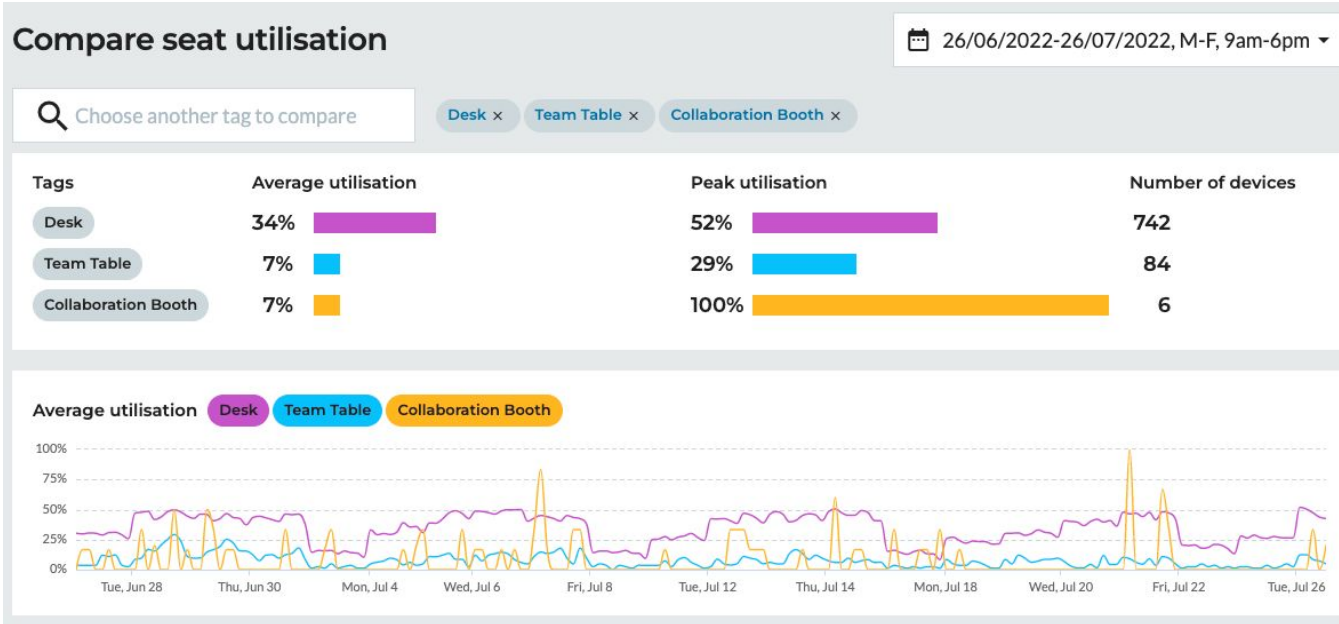 Compare seat utilisation
26/06/2022-26/07/2022, M-F, 9am-6pm
Choose another tag to compare
Desk × Team Table × Collaboration Booth ×
Tags Average utilisation Peak utilisation Number of devices
Desk 34% 52% 742
Team Table 7% 29% 84
Collaboration Booth 7% 100% 6
Average utilisation Desk Team Table Collaboration Booth
100%
75%
50%
25%
0%
Tue, Jun 28 Thu, Jun 30 Mon, Jul 4 Wed, Jul 6 Fri, Jul 8 Tue, Jul 12 Thu, Jul 14 Mon, Jul 18 Wed, Jul 20 Fri, Jul 22 Tue, Jul 26